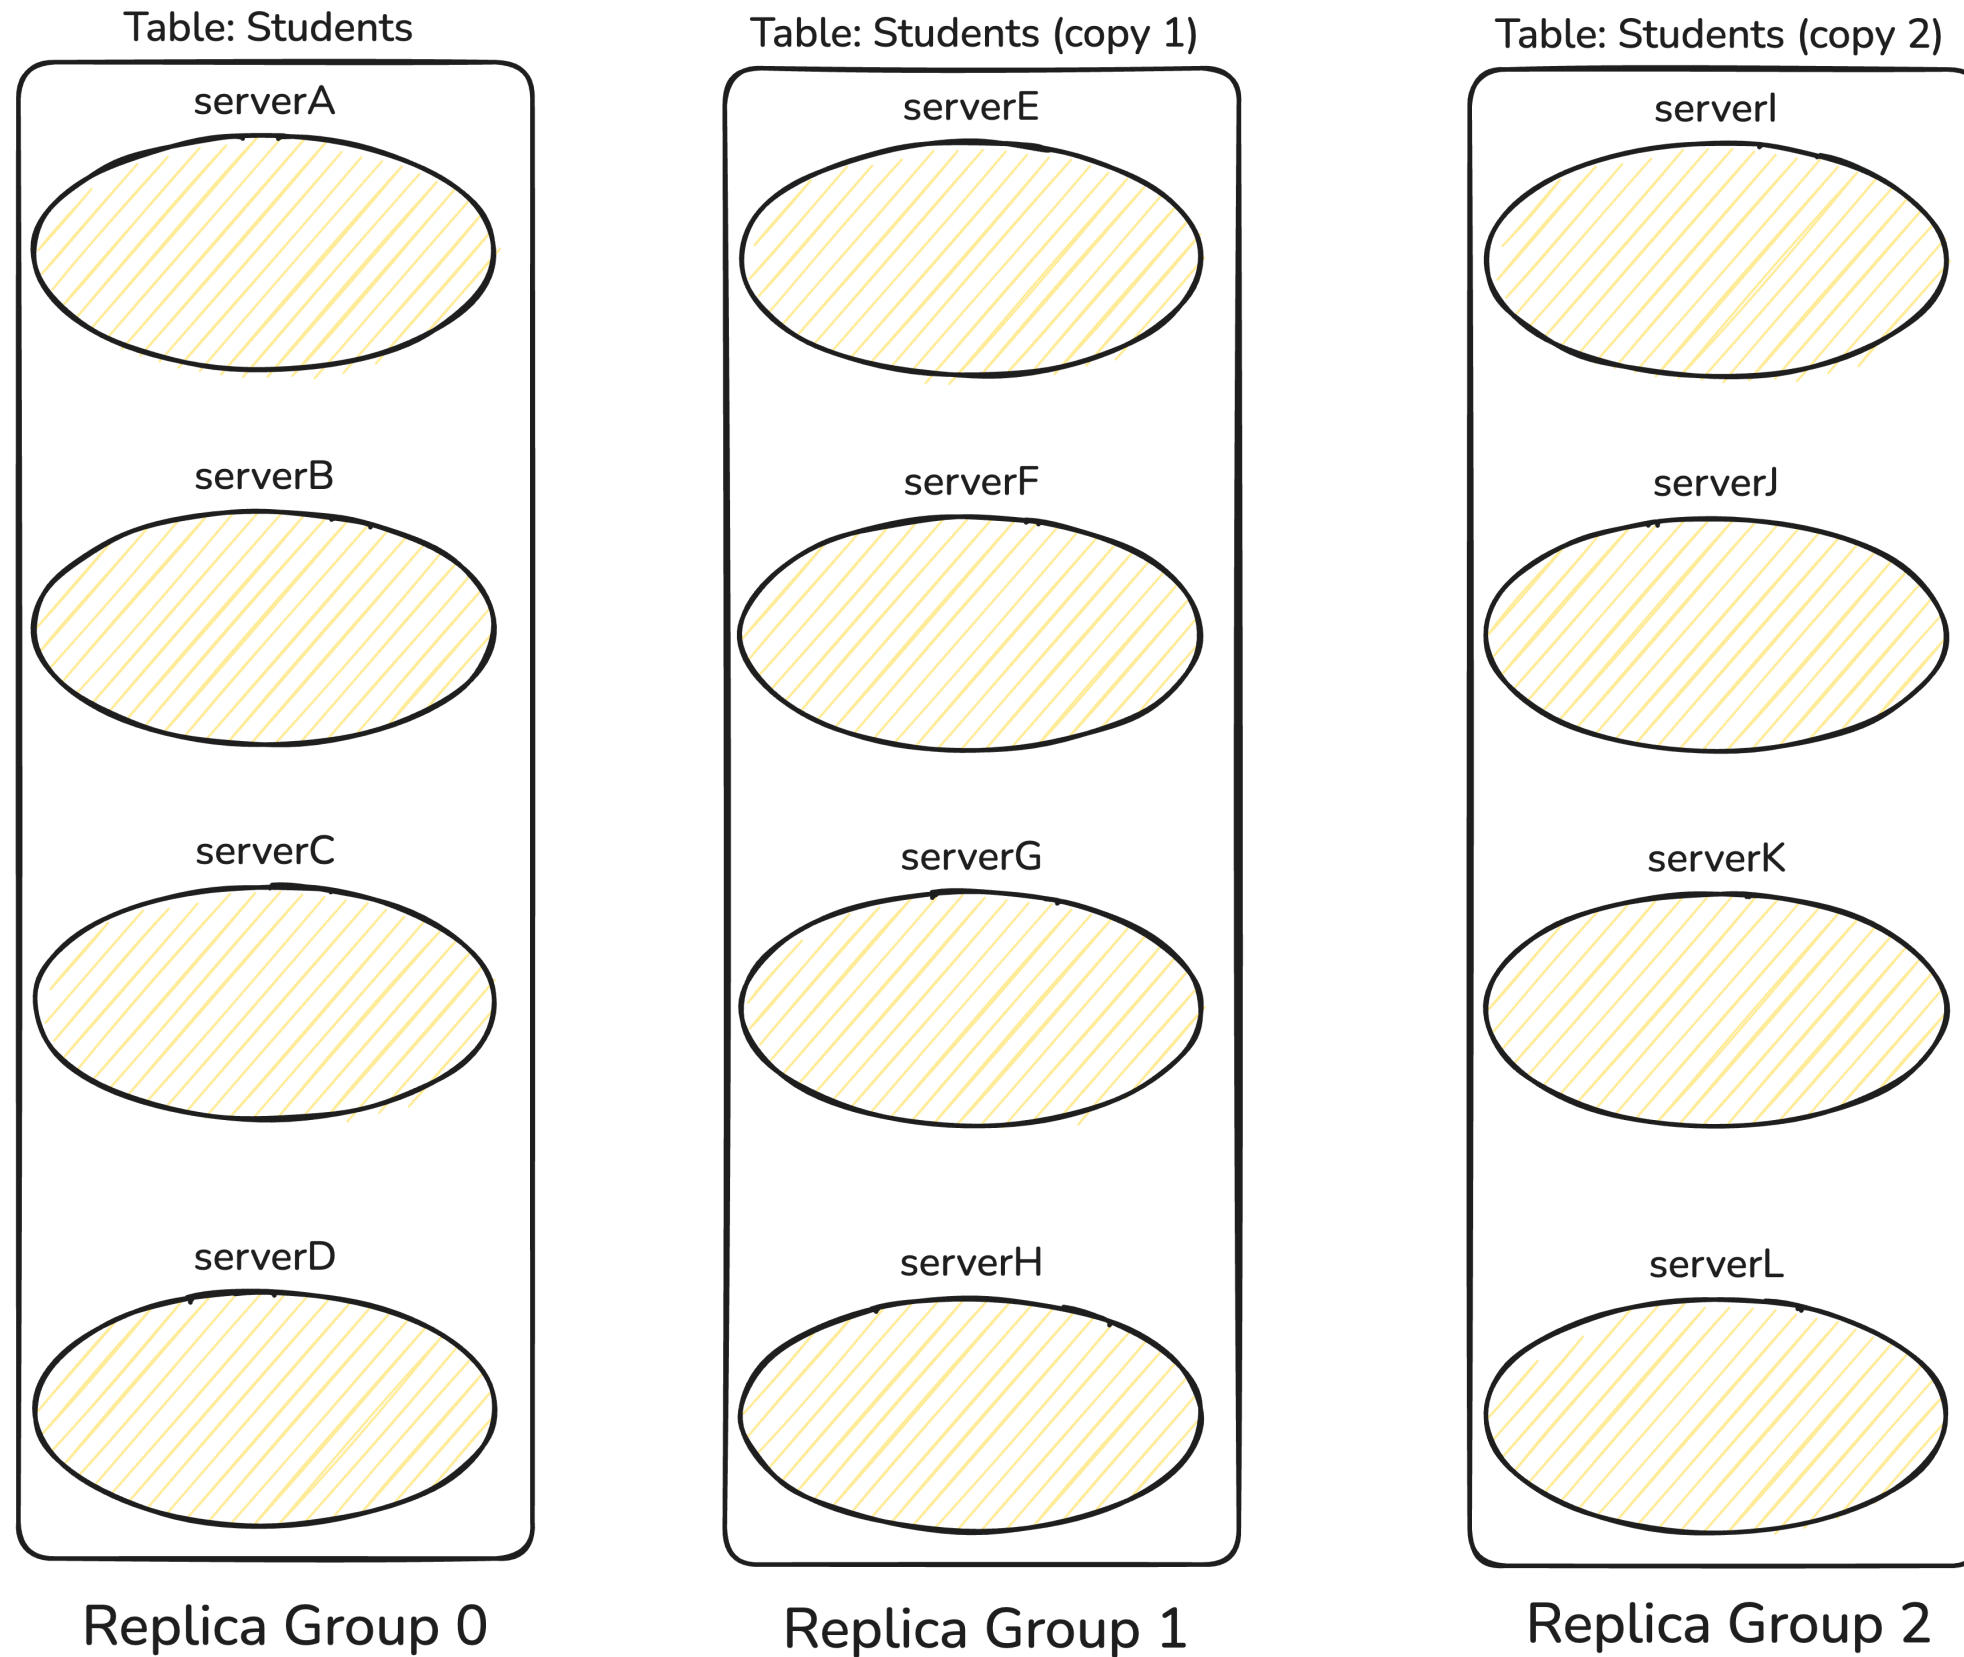 Table: Students
serverA
serverB
serverC
serverD
Replica Group 0
Table: Students (copy 1)
serverE
serverF
serverG
serverH
Replica Group 1
Table: Students (copy 2)
serverI
serverJ
serverK
serverL
Replica Group 2